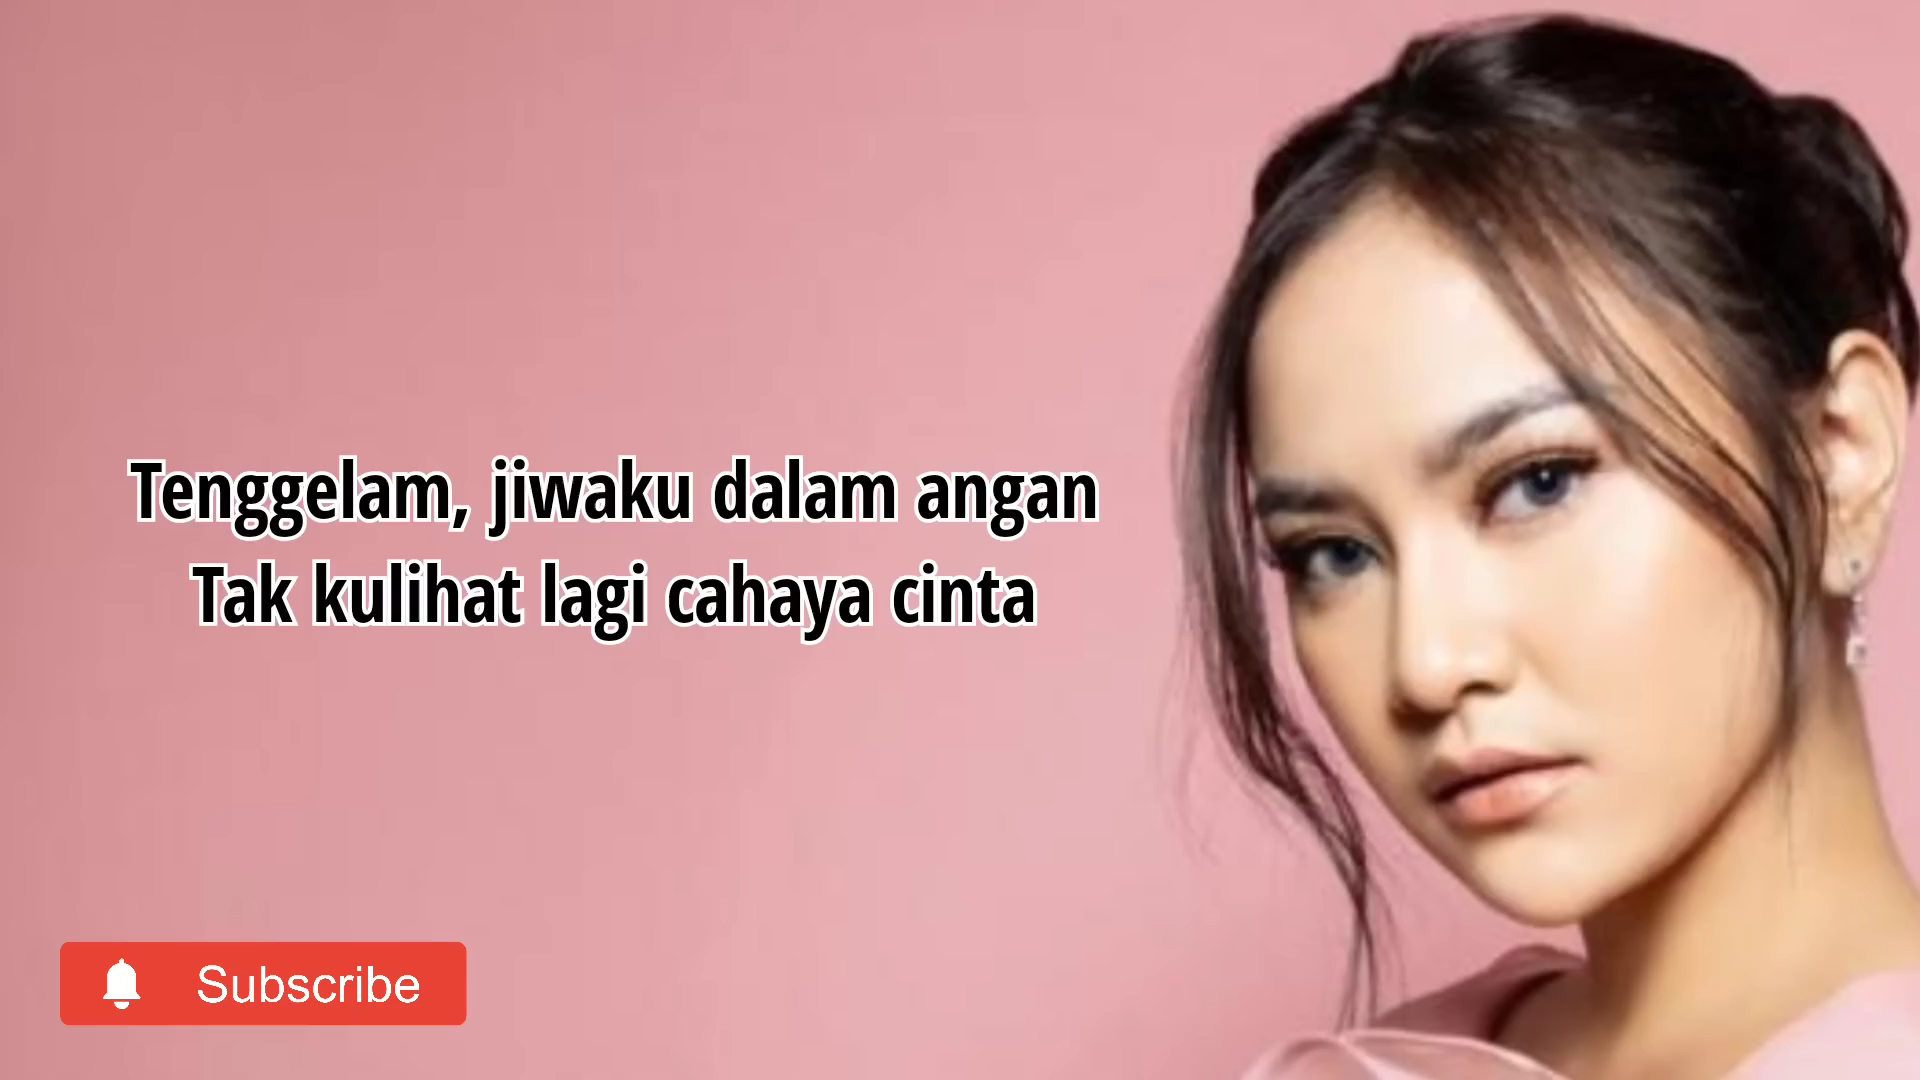 Tenggelam, jiwaku dalam angan
Tak kulihat lagi cahaya cinta
Subscribe